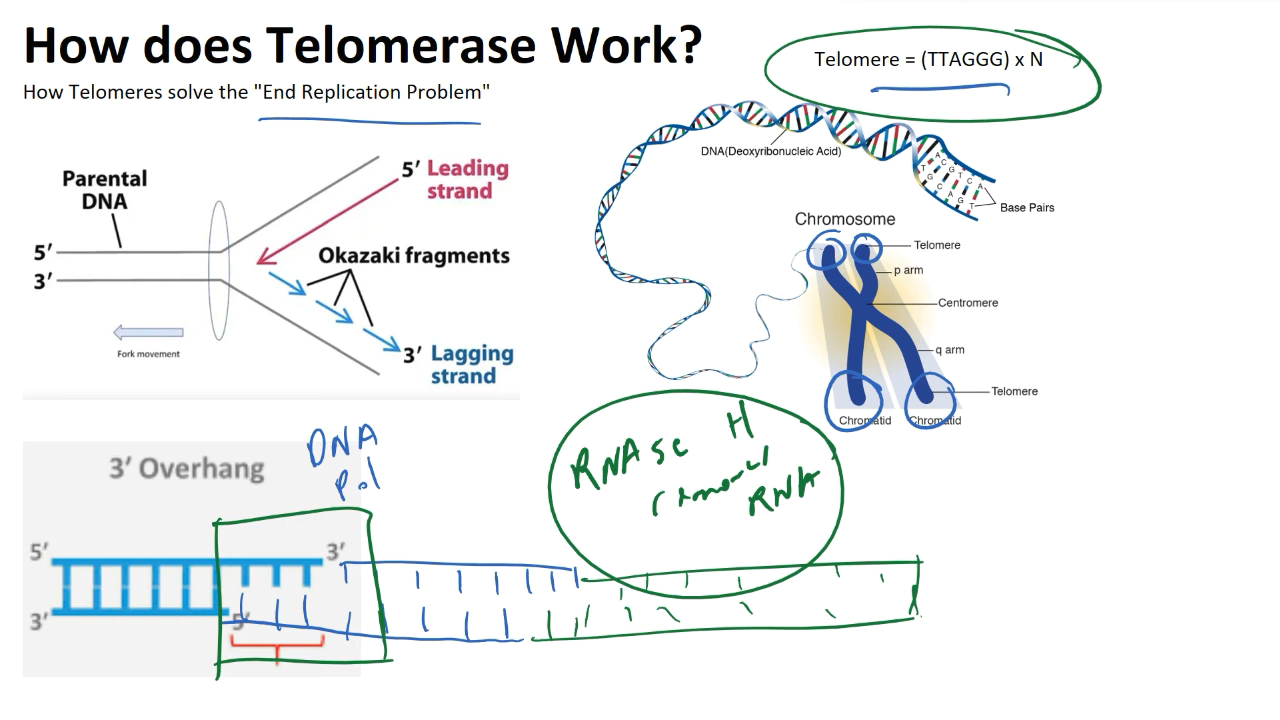 How does Telomerase Work?
How Telomeres solve the "End Replication Problem"
Telomere = (TTAGGG) x N
Parental
DNA
5′ Leading
strand
5′
3′
Okazaki fragments
Fork movement
3′ Lagging
strand
DNA(Deoxyribonucleic Acid)
A C G T C A
T G C A G T
Base Pairs
Chromosome
Telomere
p arm
Centromere
q arm
Telomere
Chromatid
Chromatid
DNA
pol
RNAse H
removes
RNA
3′ Overhang
5′
3′
3′
5′